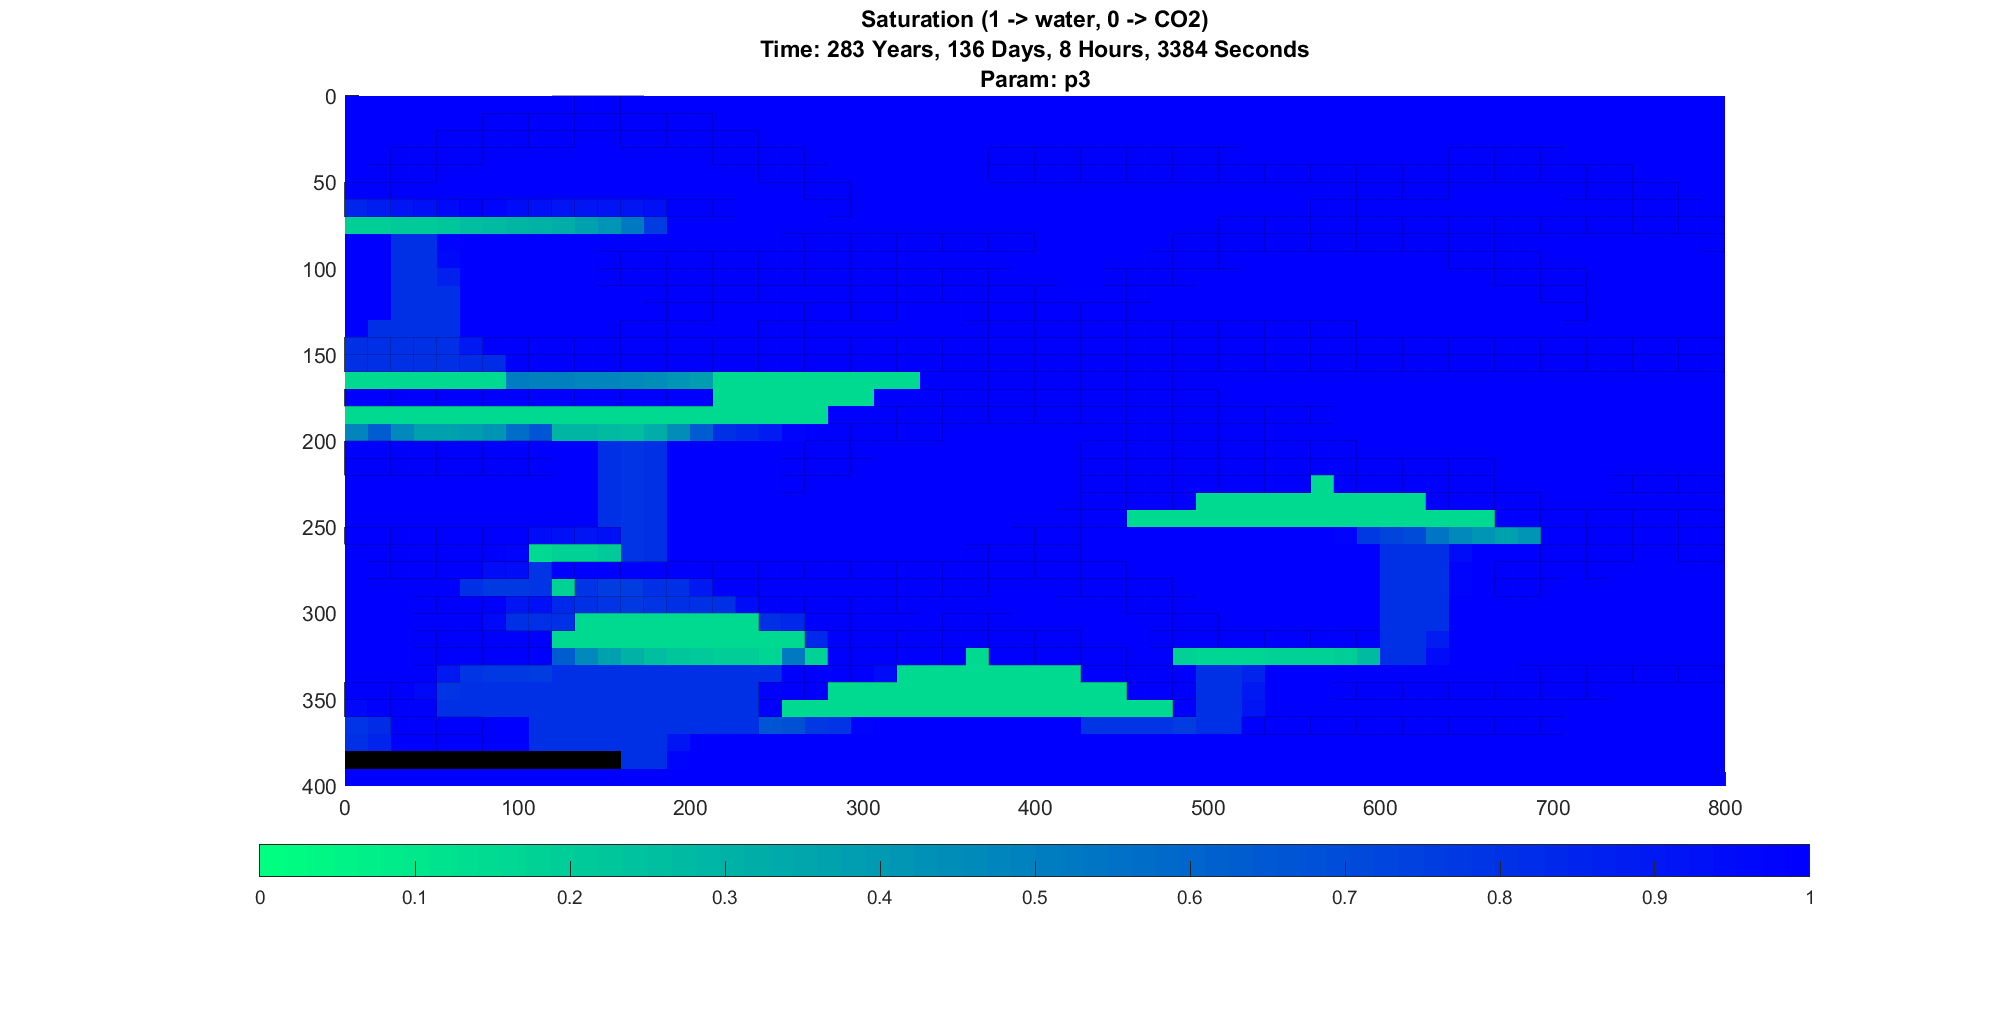 Saturation (1 -> water, 0 -> CO2)
Time: 283 Years, 136 Days, 8 Hours, 3384 Seconds
Param: p3
0
50
100
150
200
250
300
350
400
0 100 200 300 400 500 600 700 800
0 0.1 0.2 0.3 0.4 0.5 0.6 0.7 0.8 0.9 1